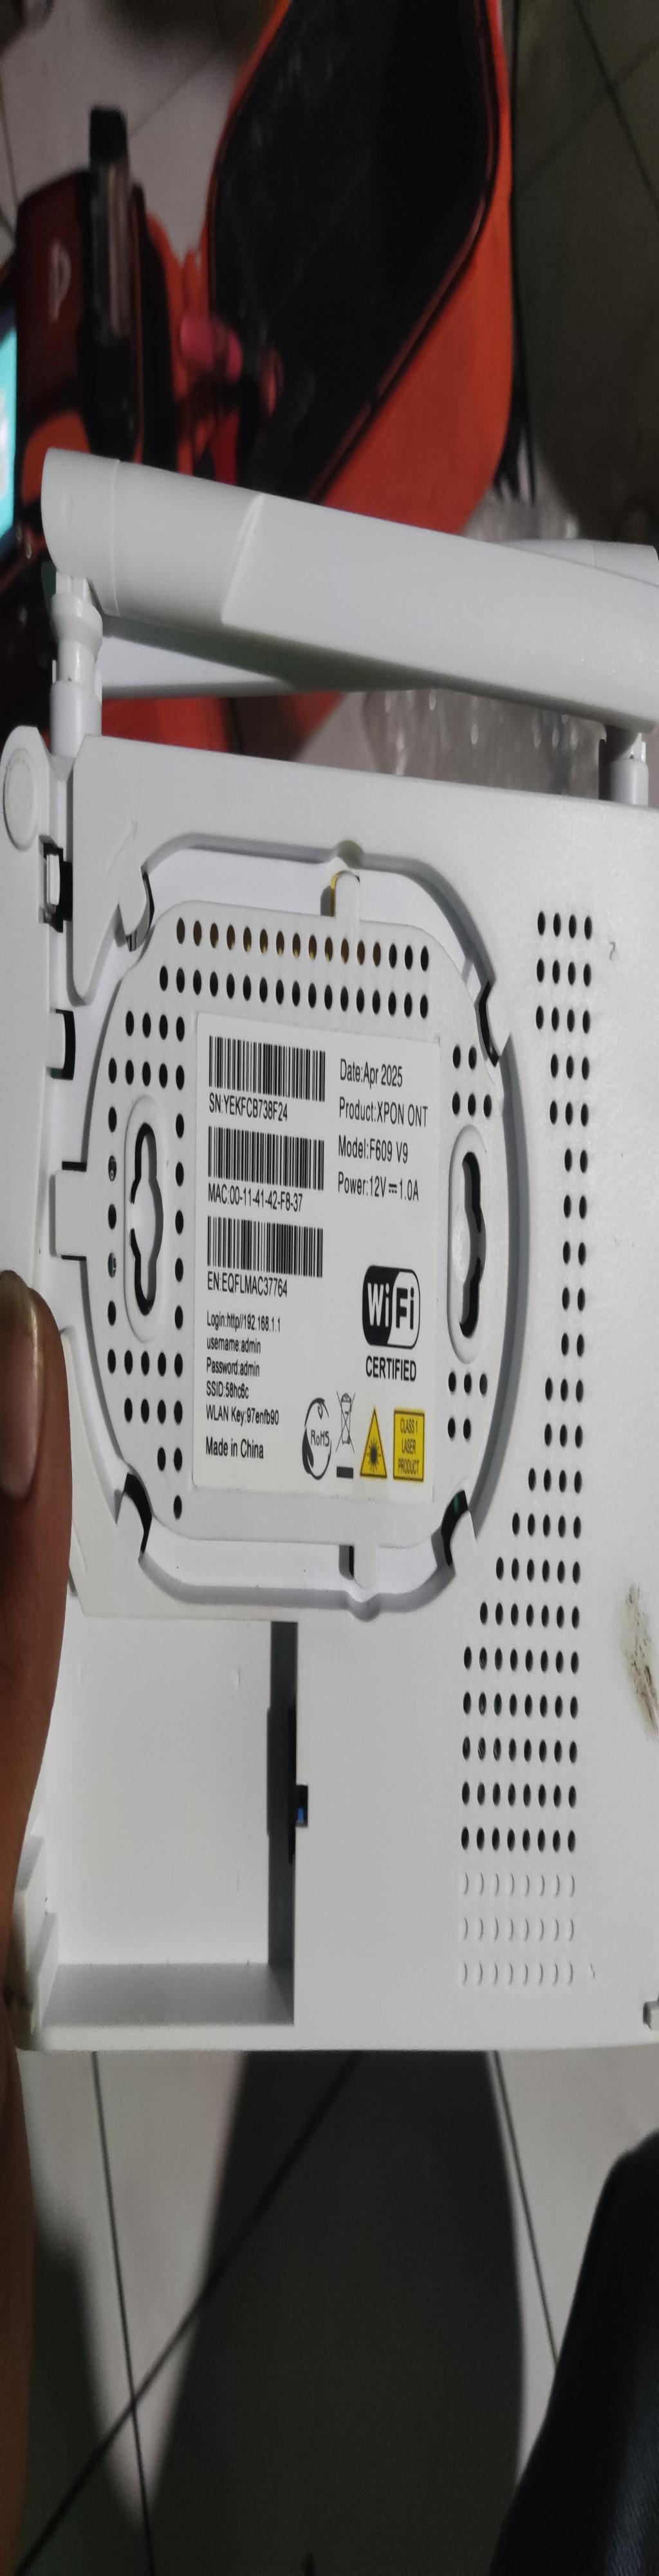 Date:Apr 2025
Product:XPON ONT
Model:F609 V9
Power:12V⎓1.0A
SN:YEKFCB738F24
MAC:00-11-41-42-F8-37
EN:EQFLMAC37764
Login:http//192.168.1.1
username:admin
Password:admin
SSID:58hc6c
WLAN Key:97enfb90
Made in China
Wi Fi
CERTIFIED
RoHS
CLASS 1
LASER
PRODUCT